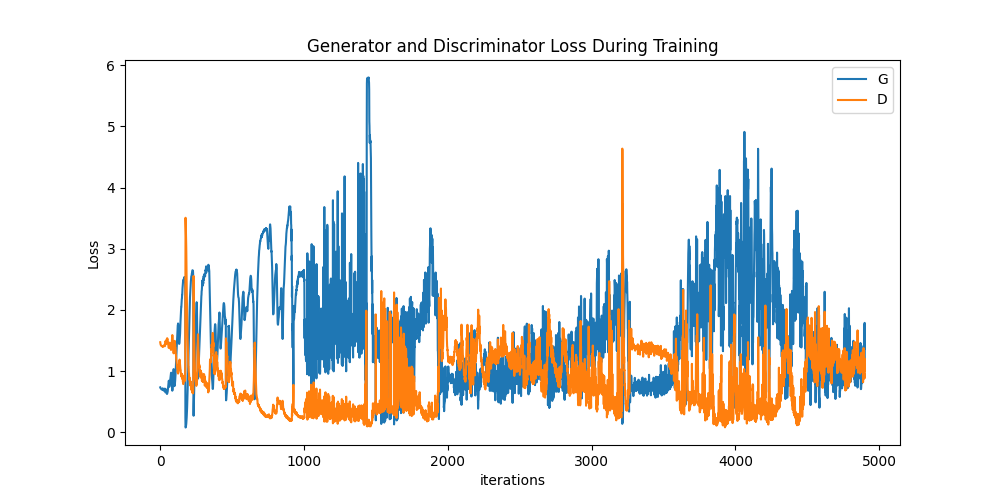 Generator and Discriminator Loss During Training
6
5
4
3
2
1
0
Loss
G
D
0 1000 2000 3000 4000 5000
iterations